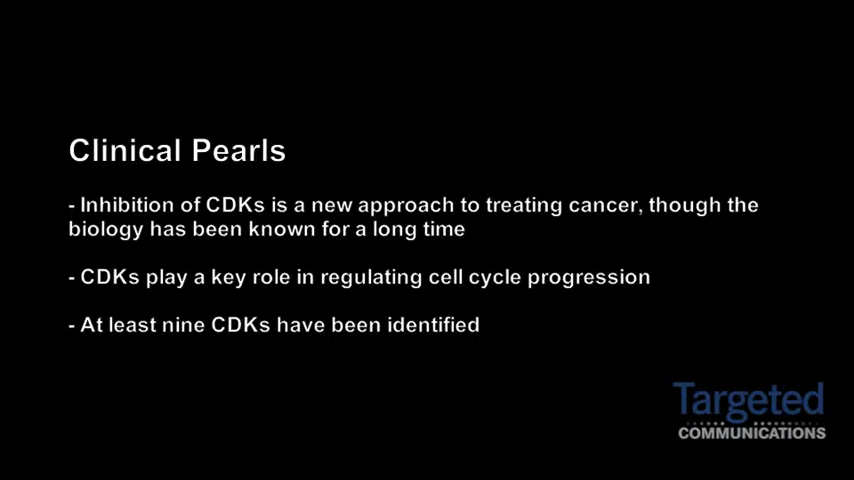 Clinical Pearls
- Inhibition of CDKs is a new approach to treating cancer, though the
biology has been known for a long time
- CDKs play a key role in regulating cell cycle progression
- At least nine CDKs have been identified
Targeted
COMMUNICATIONS